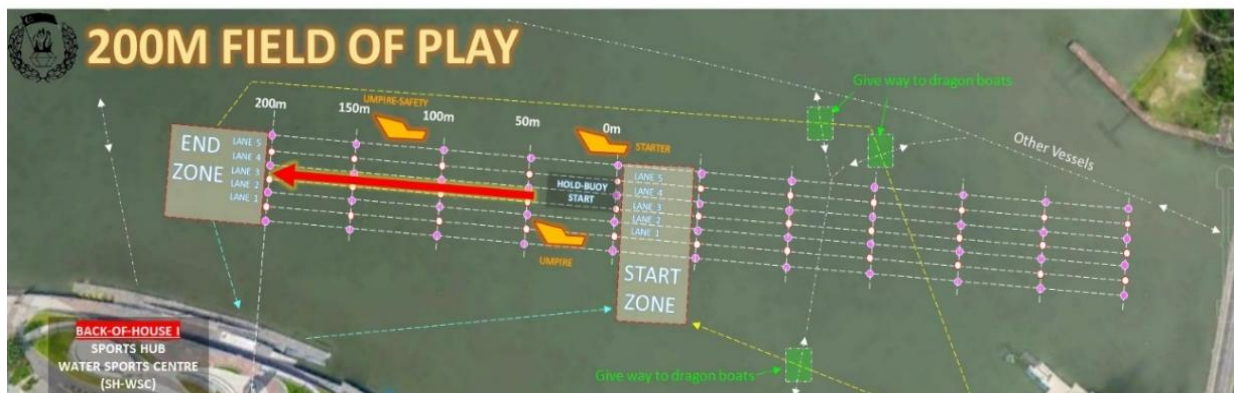 200M FIELD OF PLAY
Give way to dragon boats
UMPIRE-SAFETY
200m
150m
100m
50m
0m
STARTER
Other Vessels
END
ZONE
LANE 5
LANE 4
LANE 3
LANE 2
LANE 1
HOLD-BUOY
START
LANE 5
LANE 4
LANE 3
LANE 2
LANE 1
UMPIRE
START
ZONE
BACK-OF-HOUSE I
SPORTS HUB
WATER SPORTS CENTRE
(SH-WSC)
Give way to dragon boats